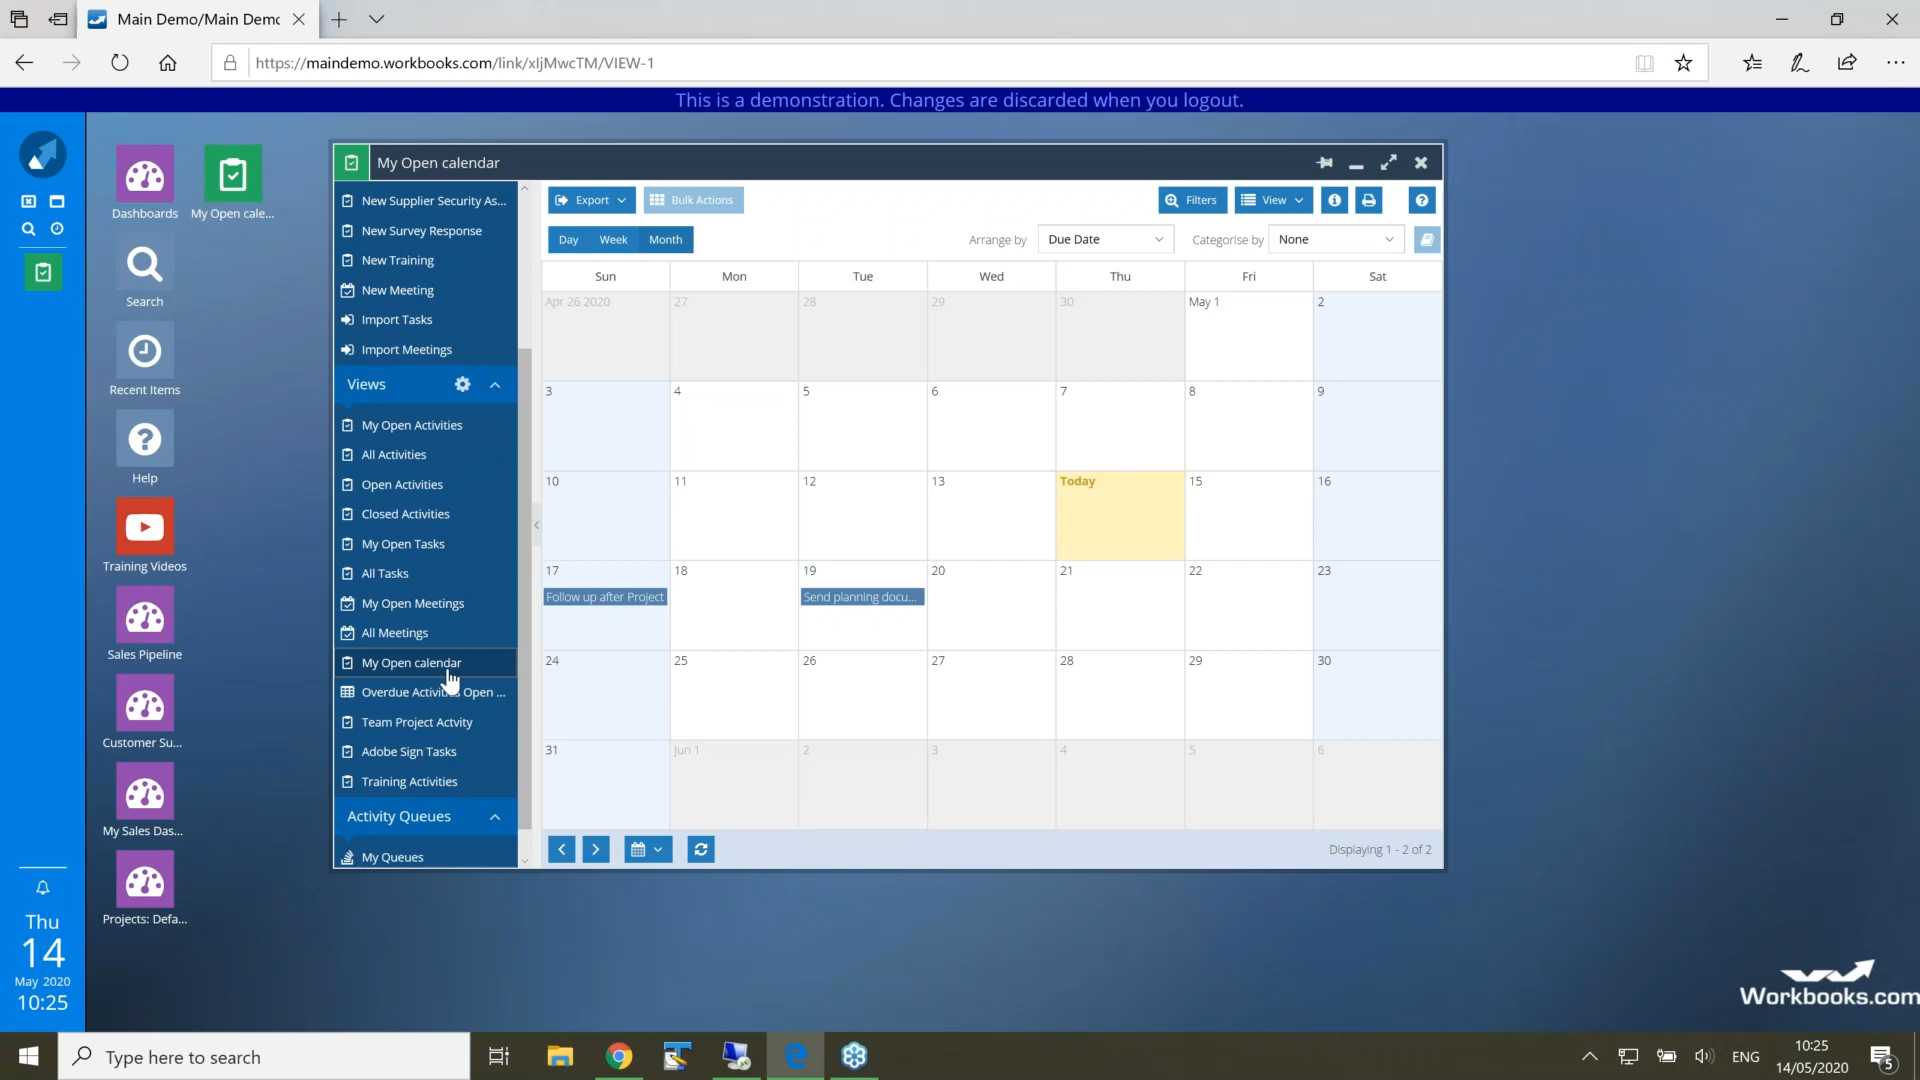 Main Demo/Main Demo
https://maindemo.workbooks.com/link/xIjMwcTM/VIEW-1
This is a demonstration. Changes are discarded when you logout.
Dashboards
My Open cale...
Search
Recent Items
Help
Training Videos
Sales Pipeline
Customer Su...
My Sales Das...
Projects: Defa...
Thu
14
May 2020
10:25
My Open calendar
New Supplier Security As...
New Survey Response
New Training
New Meeting
Import Tasks
Import Meetings
Views
My Open Activities
All Activities
Open Activities
Closed Activities
My Open Tasks
All Tasks
My Open Meetings
All Meetings
My Open calendar
Overdue Activities Open ...
Team Project Actvity
Adobe Sign Tasks
Training Activities
Activity Queues
My Queues
Export Bulk Actions Filters View
Day Week Month Arrange by Due Date Categorise by None
Sun Mon Tue Wed Thu Fri Sat
Apr 26 2020 27 28 29 30 May 1 2
3 4 5 6 7 8 9
10 11 12 13 Today 15 16
17 18 19 20 21 22 23
Follow up after Project Send planning docu...
24 25 26 27 28 29 30
31 Jun 1 2 3 4 5 6
Displaying 1 - 2 of 2
Workbooks.com
Type here to search
ENG
10:25
14/05/2020
5